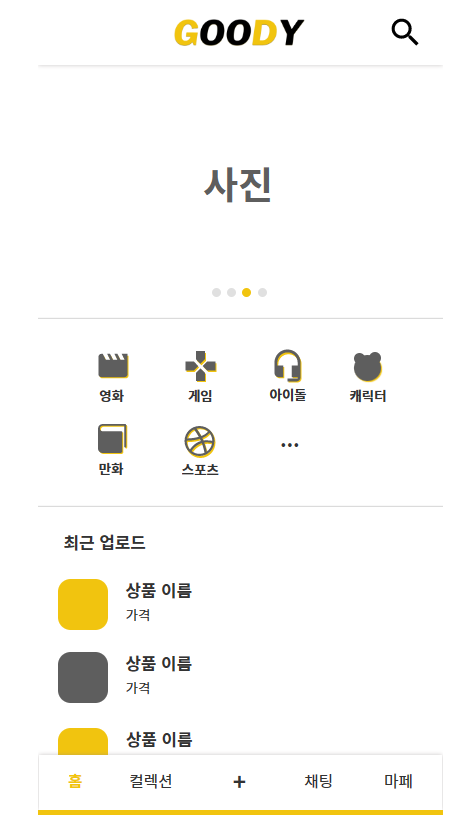 GOODY
사진
영화 게임 아이돌 캐릭터
만화 스포츠 ...
최근 업로드
상품 이름
가격
상품 이름
가격
상품 이름
홈 컬렉션 + 채팅 마페